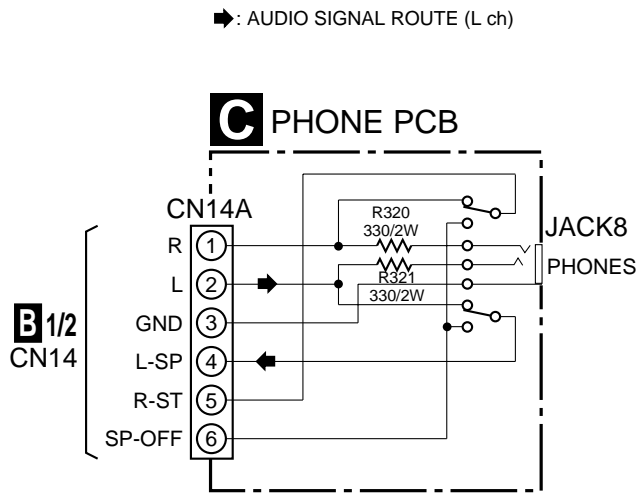 : AUDIO SIGNAL ROUTE (L ch)
C PHONE PCB
CN14A
R 1
L 2
GND 3
L-SP 4
R-ST 5
SP-OFF 6
B 1/2
CN14
R320
330/2W
R321
330/2W
JACK8
PHONES